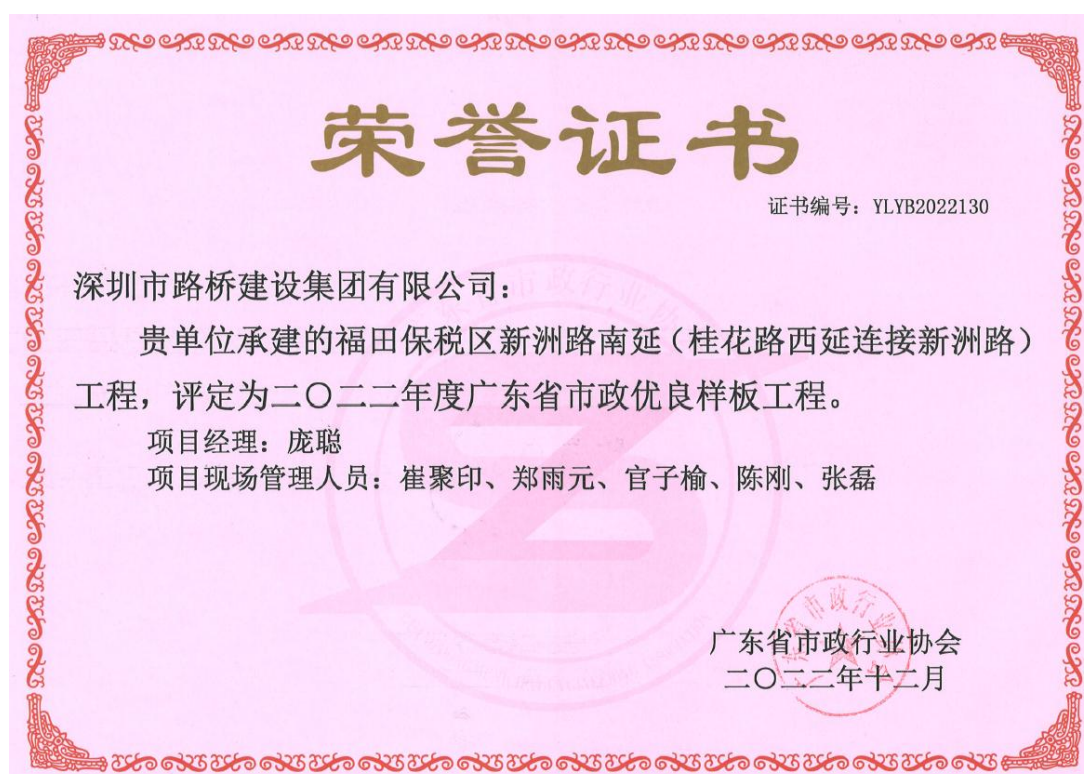 荣誉证书
证书编号：YLYB2022130
深圳市路桥建设集团有限公司：
贵单位承建的福田保税区新洲路南延（桂花路西延连接新洲路）
工程，评定为二〇二二年度广东省市政优良样板工程。
项目经理：庞聪
项目现场管理人员：崔聚印、郑雨元、官子榆、陈刚、张磊
广东省市政行业协会
二〇二二年十二月